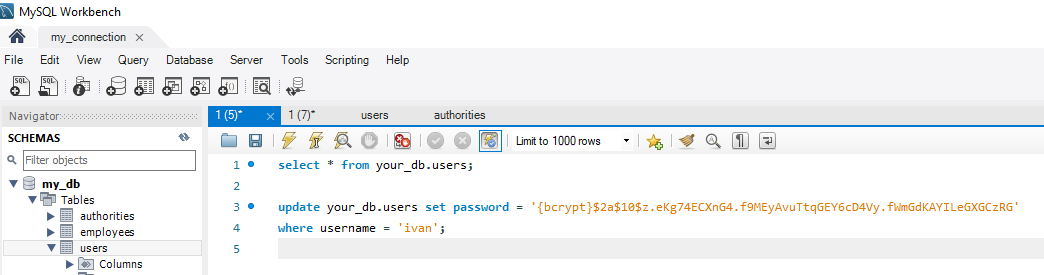 MySQL Workbench
my_connection ×
File Edit View Query Database Server Tools Scripting Help
Navigator
SCHEMAS
Filter objects
my_db
Tables
authorities
employees
users
Columns
1 (5)* × 1 (7)* users authorities
Limit to 1000 rows
1 select * from your_db.users;
2
3 update your_db.users set password = '{bcrypt}$2a$10$z.eKg74ECXnG4.f9MEyAvuTtqGEY6cD4Vy.fWmGdKAYILeGXGCzRG'
4 where username = 'ivan';
5